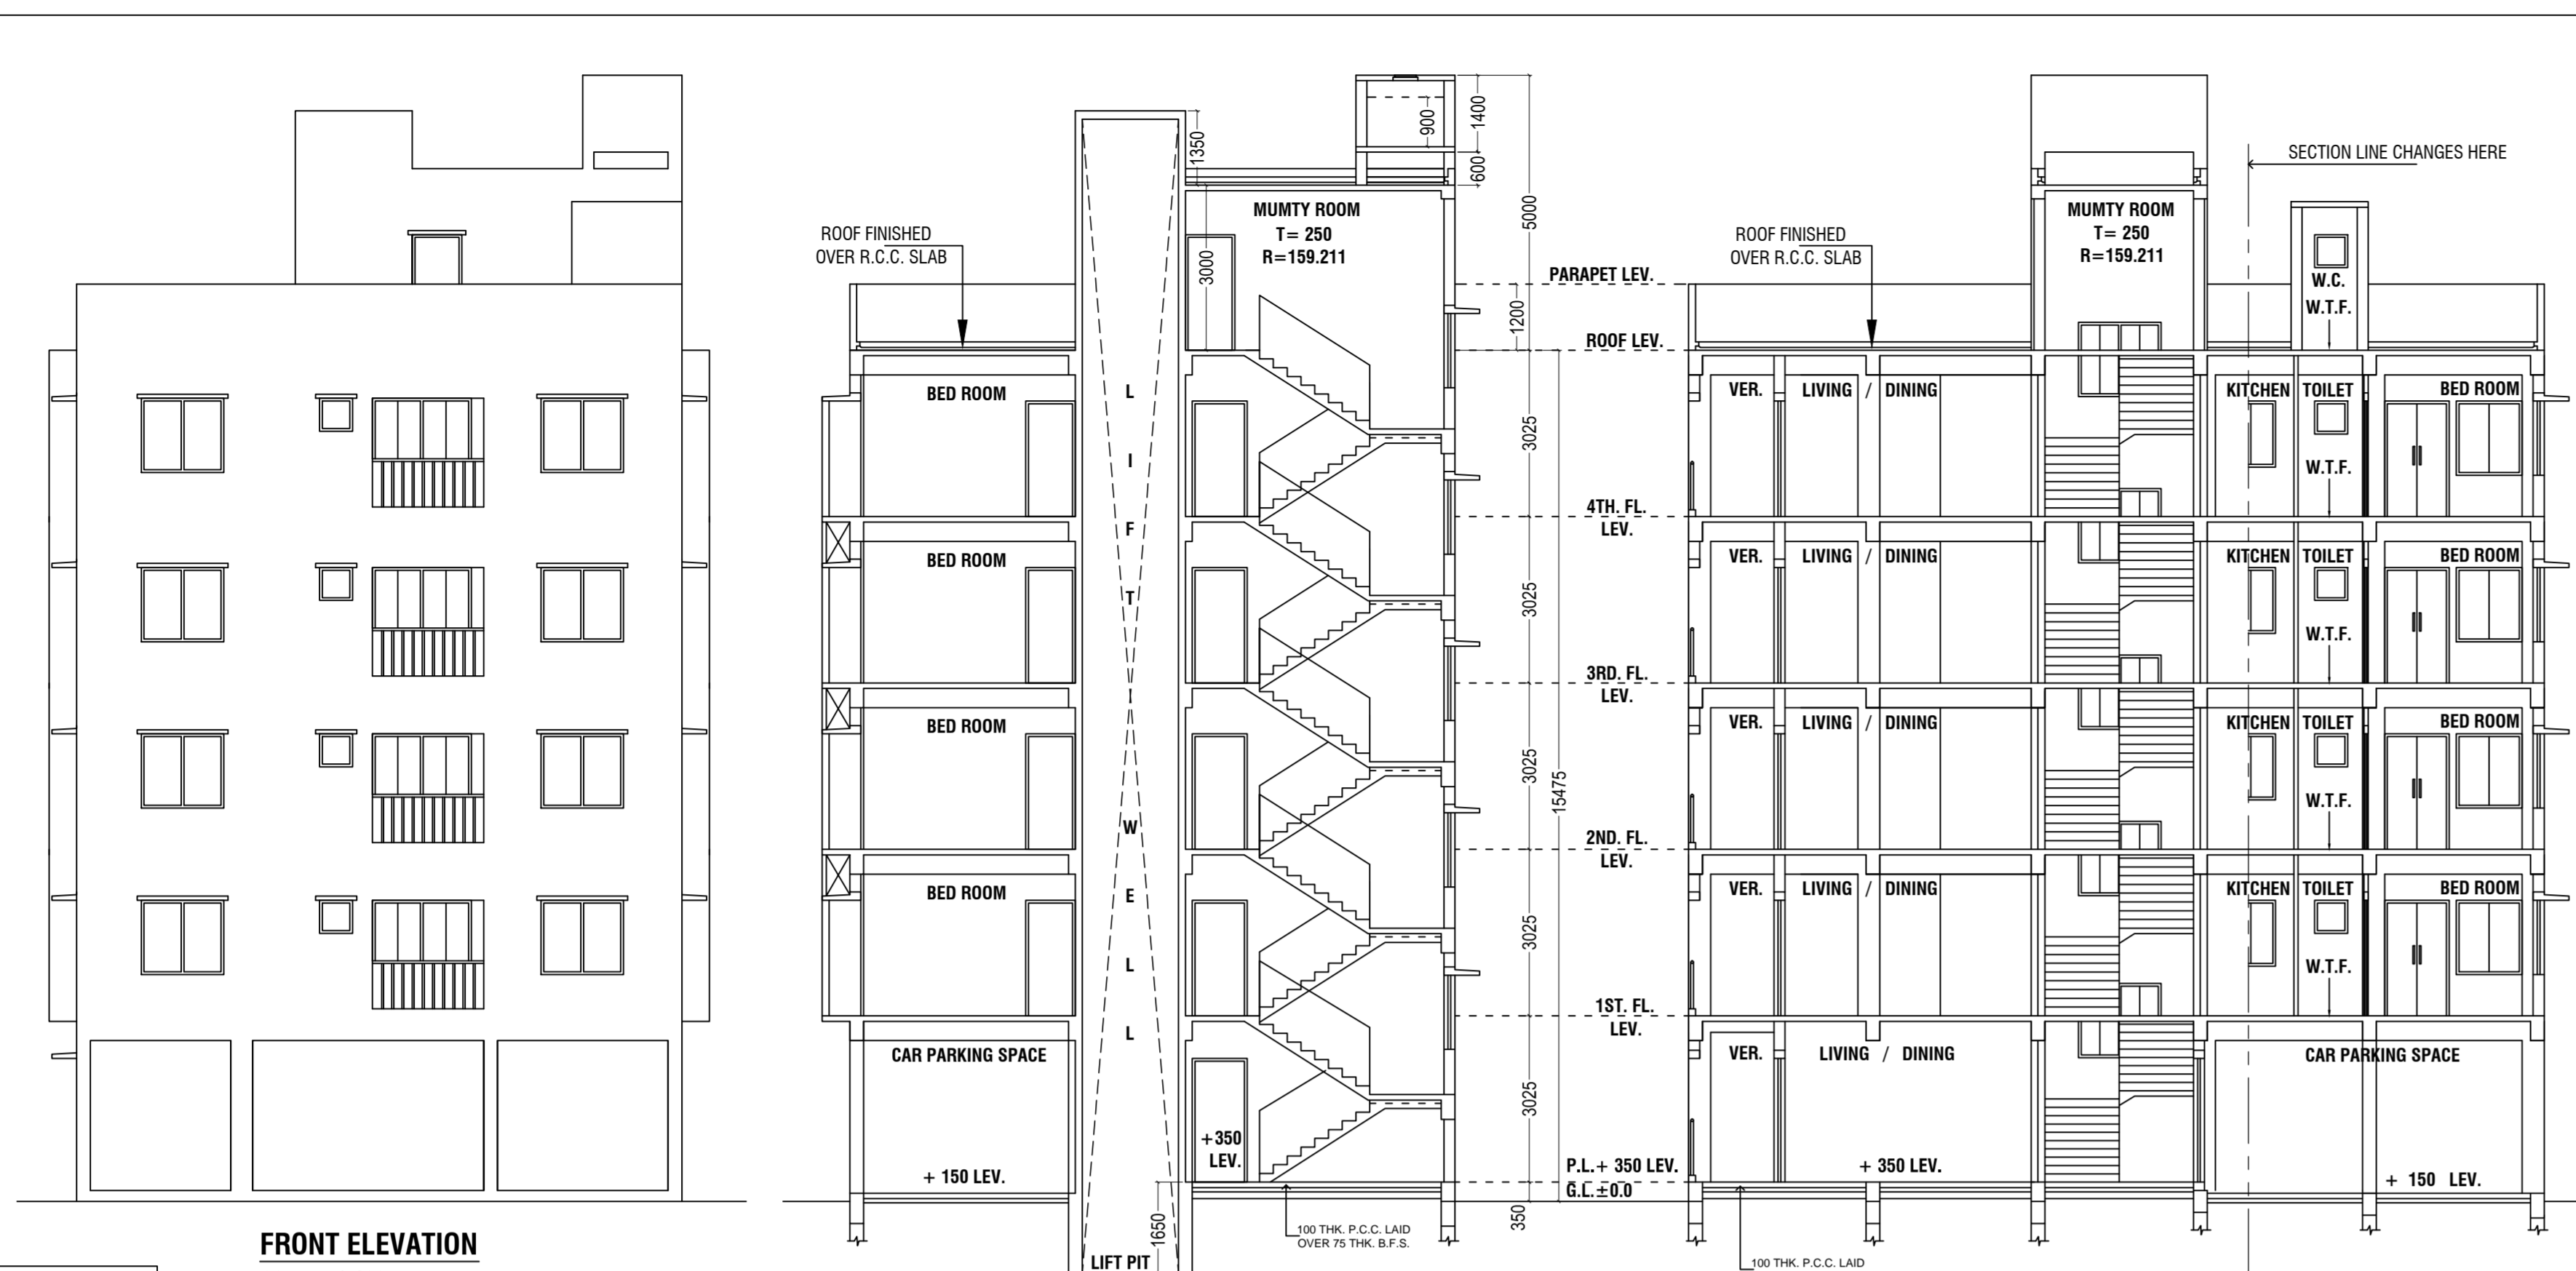 FRONT ELEVATION
ROOF FINISHED
OVER R.C.C. SLAB
BED ROOM
BED ROOM
BED ROOM
BED ROOM
CAR PARKING SPACE
+ 150 LEV.
L
I
F
T
W
E
L
L
LIFT PIT
1650
1350
3000
MUMTY ROOM
T= 250
R=159.211
900
1400
600
5000
1200
3025
3025
3025
3025
3025
15475
350
+350
LEV.
100 THK. P.C.C. LAID
OVER 75 THK. B.F.S.
PARAPET LEV.
ROOF LEV.
4TH. FL.
LEV.
3RD. FL.
LEV.
2ND. FL.
LEV.
1ST. FL.
LEV.
P.L.+ 350 LEV.
G.L.±0.0
ROOF FINISHED
OVER R.C.C. SLAB
MUMTY ROOM
T= 250
R=159.211
SECTION LINE CHANGES HERE
W.C.
W.T.F.
VER. LIVING / DINING KITCHEN TOILET BED ROOM
W.T.F.
VER. LIVING / DINING KITCHEN TOILET BED ROOM
W.T.F.
VER. LIVING / DINING KITCHEN TOILET BED ROOM
W.T.F.
VER. LIVING / DINING KITCHEN TOILET BED ROOM
W.T.F.
VER. LIVING / DINING CAR PARKING SPACE
+ 350 LEV. + 150 LEV.
100 THK. P.C.C. LAID